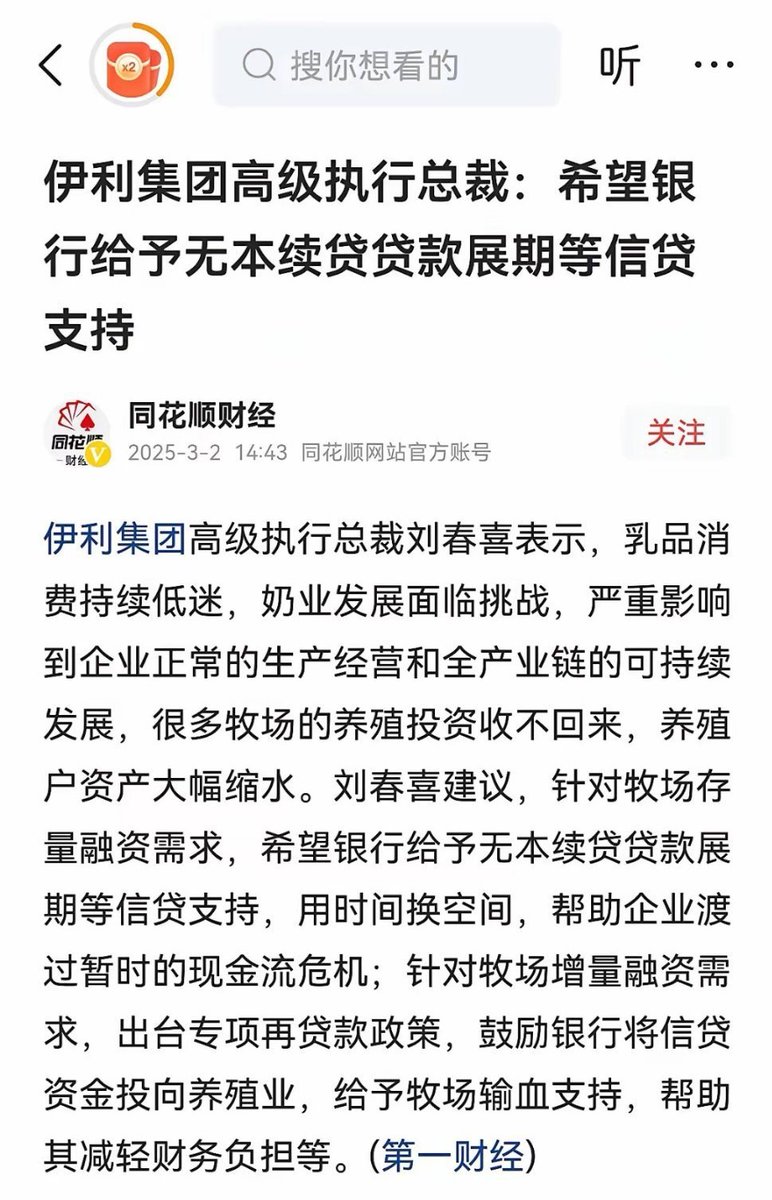 x2
搜你想看的
听
伊利集团高级执行总裁：希望银
行给予无本续贷贷款展期等信贷
支持
同花顺
-财经
V
同花顺财经
2025-3-2 14:43 同花顺网站官方账号
关注
伊利集团高级执行总裁刘春喜表示，乳品消
费持续低迷，奶业发展面临挑战，严重影响
到企业正常的生产经营和全产业链的可持续
发展，很多牧场的养殖投资收不回来，养殖
户资产大幅缩水。刘春喜建议，针对牧场存
量融资需求，希望银行给予无本续贷贷款展
期等信贷支持，用时间换空间，帮助企业渡
过暂时的现金流危机；针对牧场增量融资需
求，出台专项再贷款政策，鼓励银行将信贷
资金投向养殖业，给予牧场输血支持，帮助
其减轻财务负担等。(第一财经)